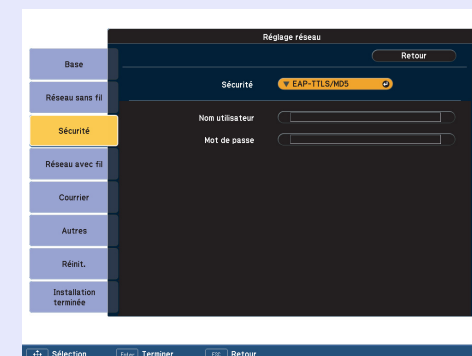 Réglage réseau
Retour
Base
Réseau sans fil
Sécurité
Réseau avec fil
Courrier
Autres
Réinit.
Installation
terminée
Sécurité
EAP-TTLS/MD5
Nom utilisateur
Mot de passe
Sélection
Enter Terminer
ESC Retour